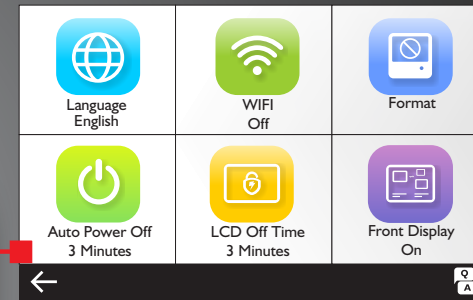 Language
English
WIFI
Off
Format
Auto Power Off
3 Minutes
LCD Off Time
3 Minutes
Front Display
On
Q
A